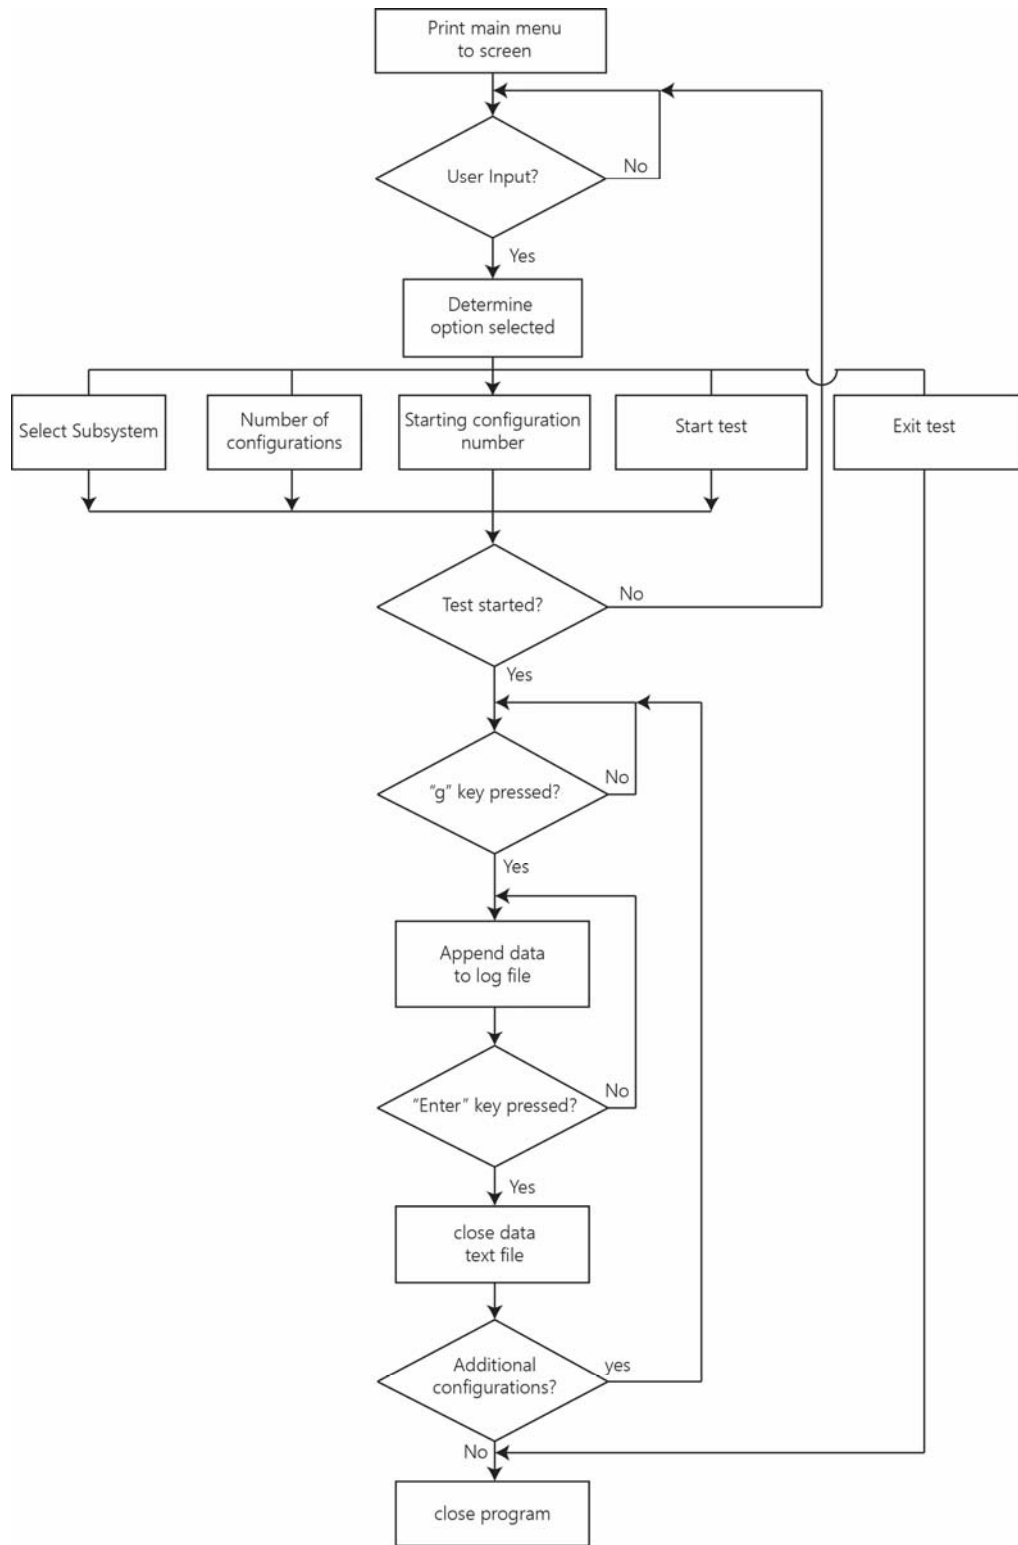 Print main menu
to screen
No
User Input?
Yes
Determine
option selected
Select Subsystem
Number of
configurations
Starting configuration
number
Start test
Exit test
No
Test started?
Yes
No
“g” key pressed?
Yes
Append data
to log file
No
“Enter” key pressed?
Yes
close data
text file
Additional
configurations?
yes
No
close program